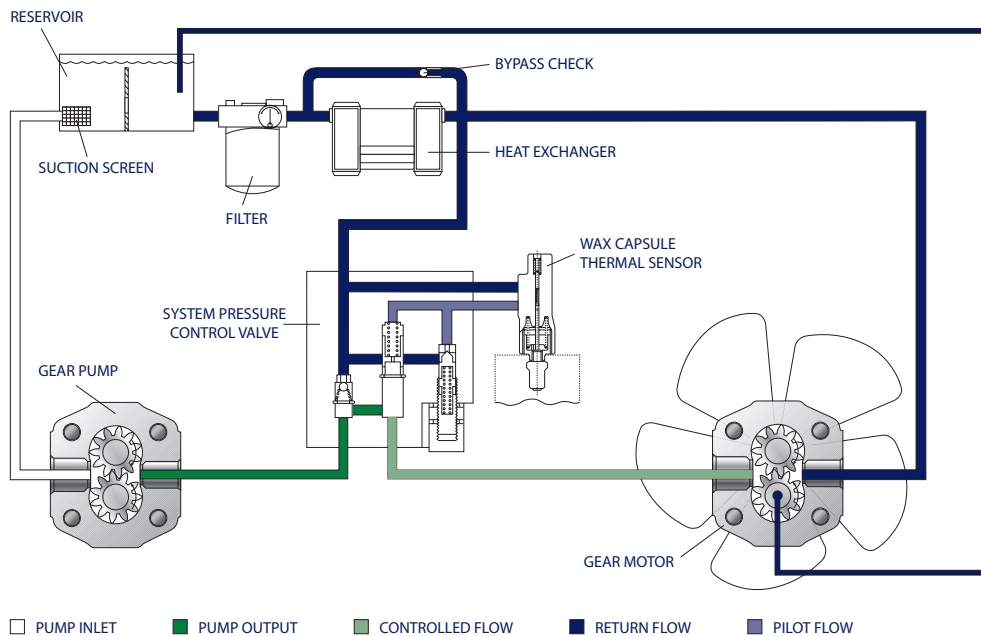 RESERVOIR
BYPASS CHECK
SUCTION SCREEN
HEAT EXCHANGER
FILTER
WAX CAPSULE
THERMAL SENSOR
SYSTEM PRESSURE
CONTROL VALVE
GEAR PUMP
GEAR MOTOR
PUMP INLET
PUMP OUTPUT
CONTROLLED FLOW
RETURN FLOW
PILOT FLOW